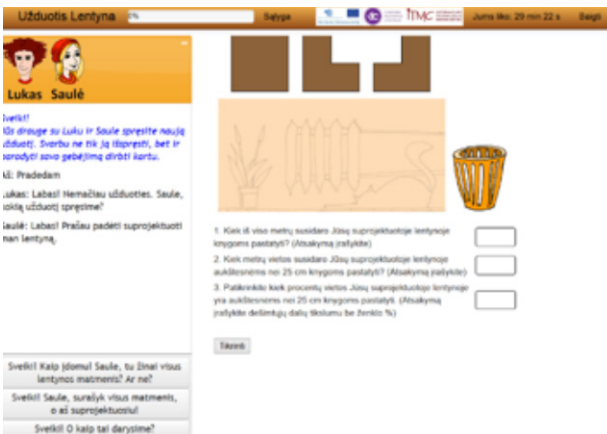 Užduotis Lentyna
0%
Sąlyga
ITMC
Jums liko: 29 min 22 s
Baigti
Lukas Saulė
Sveiki!
Jūs drauge su Luku ir Saule spręsite naują
užduotį. Svarbu ne tik ją išspręsti, bet ir
parodyti savo gebėjimą dirbti kartu.
Aš: Pradedam
Lukas: Labas! Nemačiau užduoties. Saule,
kokią užduotį spręsime?
Saulė: Labas! Prašau padėti suprojektuoti
man lentyną.
1. Kiek iš viso metrų susidaro Jūsų suprojektuotoje lentynoje
knygoms pastatyti? (Atsakymą įrašykite)
2. Kiek metrų vietos susidaro Jūsų suprojektuotoje lentynoje
aukštesnėms nei 25 cm knygoms pastatyti? (Atsakymą įrašykite)
3. Patikrinkite kiek procentų vietos Jūsų suprojektuotoje lentynoje
yra aukštesnėms nei 25 cm knygoms pastatyti. (Atsakymą
įrašykite dešimtųjų dalių tikslumu be ženklo %)
Tikrinti
Sveiki! Kaip įdomu! Saule, tu žinai visus
lentynos matmenis? Ar ne?
Sveiki! Saule, surašyk visus matmenis,
o aš suprojektuosiu!
Sveiki! O kaip tai darysime?